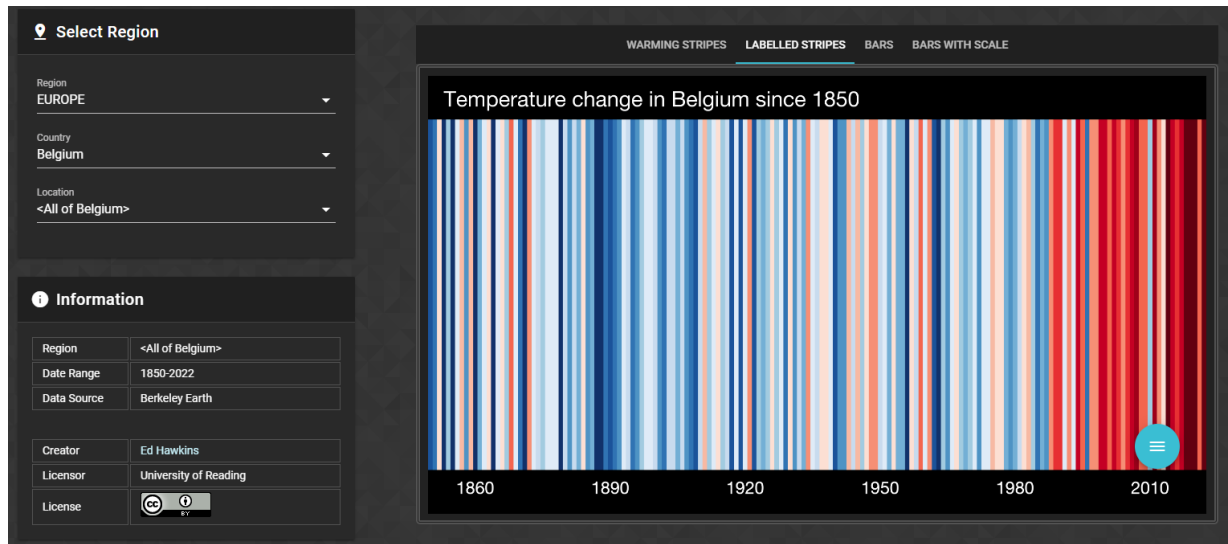 Select Region
Region
EUROPE
Country
Belgium
Location
<All of Belgium>
Information
Region <All of Belgium>
Date Range 1850-2022
Data Source Berkeley Earth
Creator Ed Hawkins
Licensor University of Reading
License cc BY
WARMING STRIPES LABELLED STRIPES BARS BARS WITH SCALE
Temperature change in Belgium since 1850
1860 1890 1920 1950 1980 2010